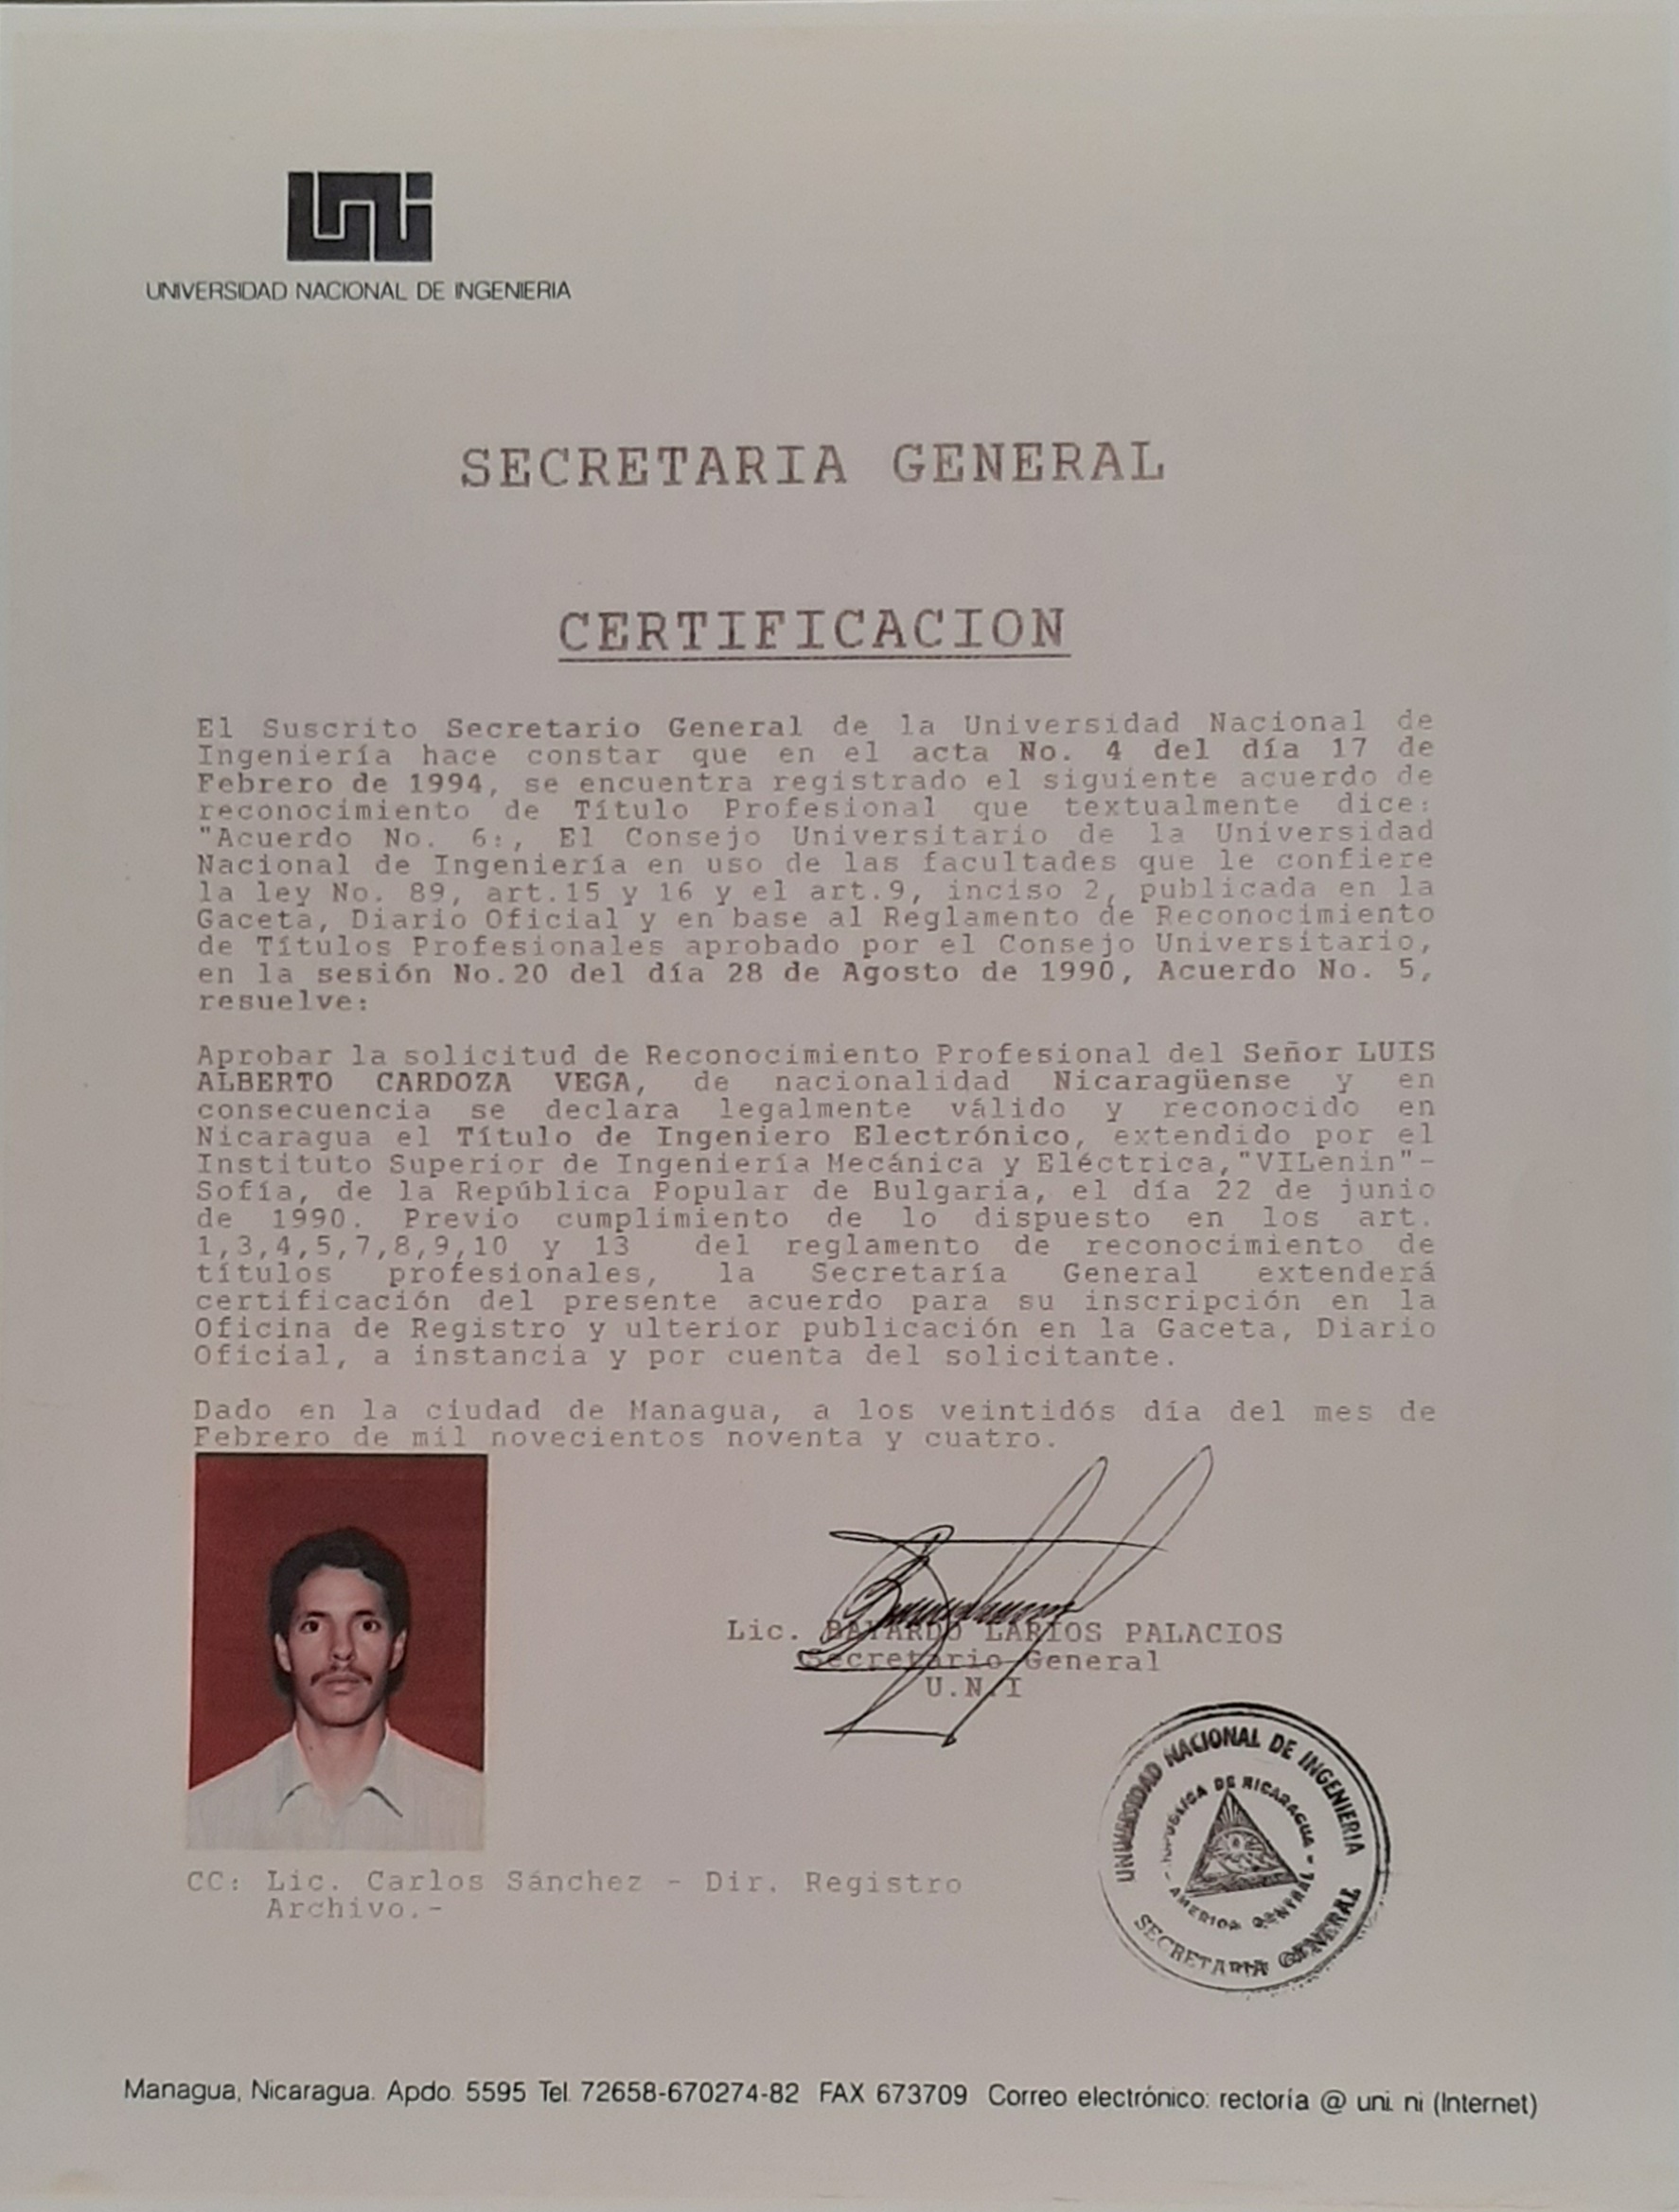 uni
UNIVERSIDAD NACIONAL DE INGENIERIA
SECRETARIA GENERAL
CERTIFICACION
El Suscrito Secretario General de la Universidad Nacional de
Ingeniería hace constar que en el acta No. 4 del día 17 de
Febrero de 1994, se encuentra registrado el siguiente acuerdo de
reconocimiento de Título Profesional que textualmente dice:
"Acuerdo No. 6:, El Consejo Universitario de la Universidad
Nacional de Ingeniería en uso de las facultades que le confiere
la ley No. 89, art.15 y 16 y el art.9, inciso 2, publicada en la
Gaceta, Diario Oficial y en base al Reglamento de Reconocimiento
de Títulos Profesionales aprobado por el Consejo Universitario,
en la sesión No.20 del día 28 de Agosto de 1990, Acuerdo No. 5,
resuelve:
Aprobar la solicitud de Reconocimiento Profesional del Señor LUIS
ALBERTO CARDOZA VEGA, de nacionalidad Nicaragüense y en
consecuencia se declara legalmente válido y reconocido en
Nicaragua el Título de Ingeniero Electrónico, extendido por el
Instituto Superior de Ingeniería Mecánica y Eléctrica,"VILenin"-
Sofía, de la República Popular de Bulgaria, el día 22 de junio
de 1990. Previo cumplimiento de lo dispuesto en los art.
1,3,4,5,7,8,9,10 y 13 del reglamento de reconocimiento de
títulos profesionales, la Secretaría General extenderá
certificación del presente acuerdo para su inscripción en la
Oficina de Registro y ulterior publicación en la Gaceta, Diario
Oficial, a instancia y por cuenta del solicitante.
Dado en la ciudad de Managua, a los veintidós día del mes de
Febrero de mil novecientos noventa y cuatro.
Lic. BAYARDO LARIOS PALACIOS
Secretario General
U.N.I
UNIVERSIDAD NACIONAL DE INGENIERIA
REPUBLICA DE NICARAGUA - AMERICA CENTRAL -
SECRETARIA GENERAL
CC: Lic. Carlos Sánchez - Dir. Registro
Archivo.-
Managua, Nicaragua. Apdo. 5595 Tel. 72658-670274-82 FAX 673709 Correo electrónico: rectoría @ uni. ni (Internet)